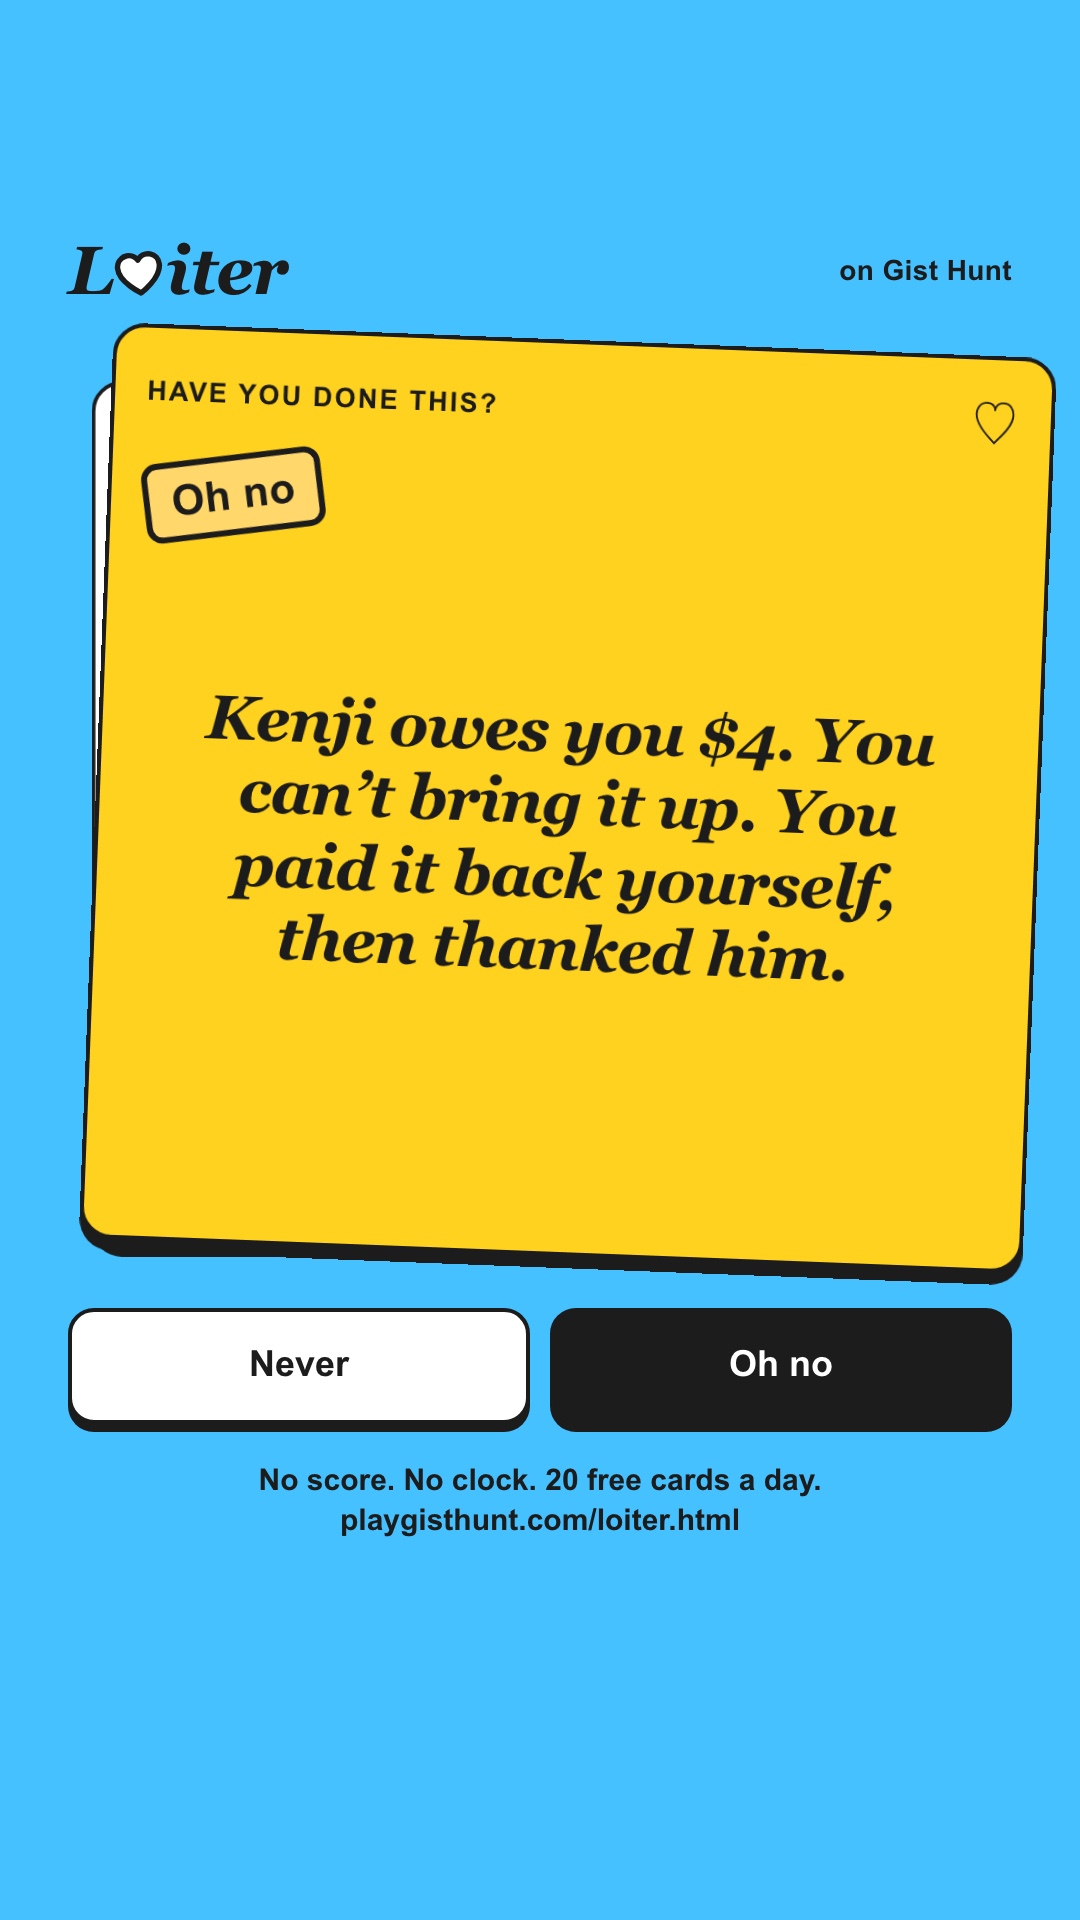 Loiter
on Gist Hunt
HAVE YOU DONE THIS?
Oh no
Kenji owes you $4. You
can’t bring it up. You
paid it back yourself,
then thanked him.
Never
Oh no
No score. No clock. 20 free cards a day.
playgisthunt.com/loiter.html